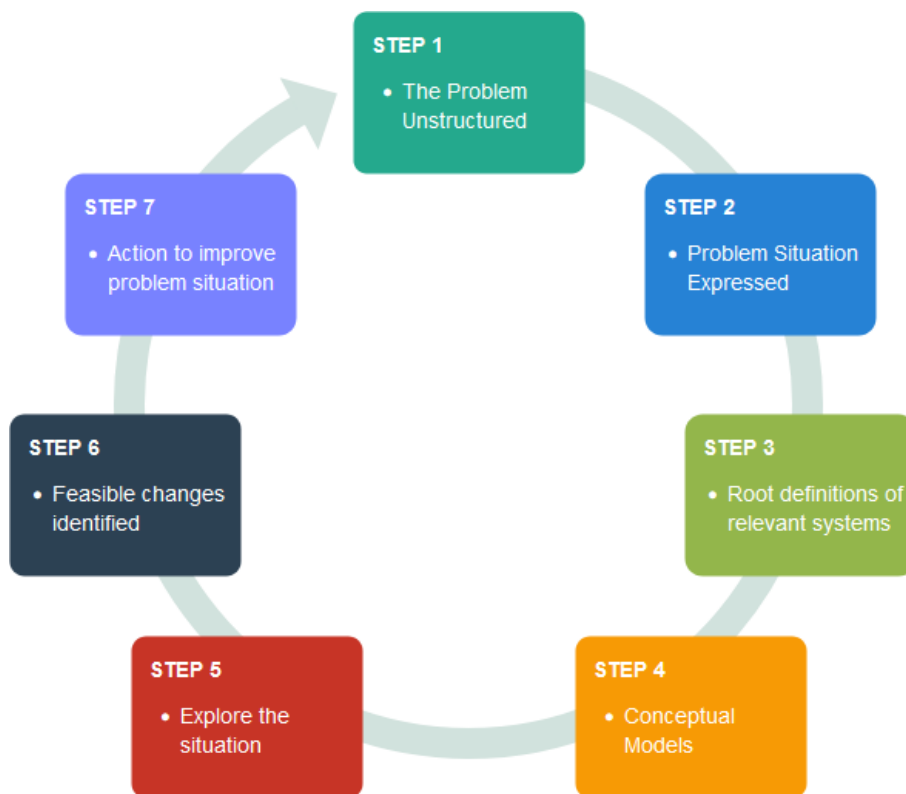 STEP 1
• The Problem
Unstructured
STEP 2
• Problem Situation
Expressed
STEP 3
• Root definitions of
relevant systems
STEP 4
• Conceptual
Models
STEP 5
• Explore the
situation
STEP 6
• Feasible changes
identified
STEP 7
• Action to improve
problem situation